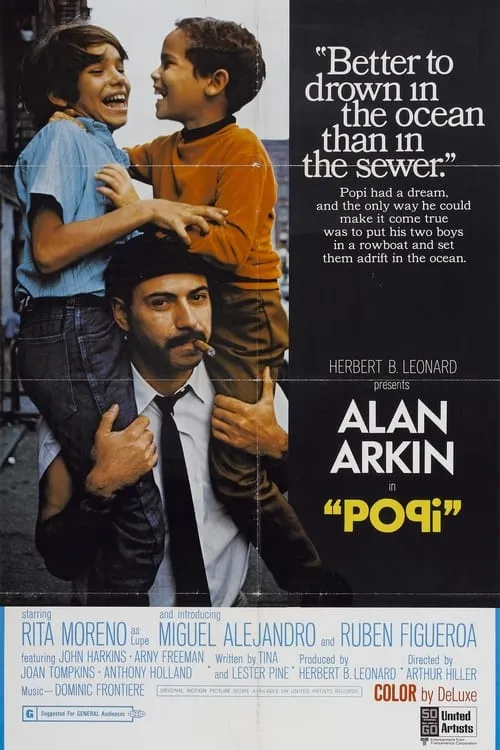 "Better to
drown in
the ocean
than in
the sewer."
Popi had a dream,
and the only way he could
make it come true
was to put his two boys
in a rowboat and set
them adrift in the ocean.
HERBERT B. LEONARD
presents
ALAN
ARKIN
in
"POPi"
starring
RITA MORENO as Lupe
and introducing
MIGUEL ALEJANDRO and RUBEN FIGUEROA
featuring JOHN HARKINS · ARNY FREEMAN
JOAN TOMPKINS · ANTHONY HOLLAND
Written by TINA
and LESTER PINE
Produced by
HERBERT B. LEONARD
Directed by
ARTHUR HILLER
Music— DOMINIC FRONTIERE
ORIGINAL MOTION PICTURE SCORE AVAILABLE ON UNITED ARTISTS RECORDS
COLOR by DeLuxe
G Suggested For GENERAL Audiences
United
Artists
Entertainment from
Transamerica Corporation